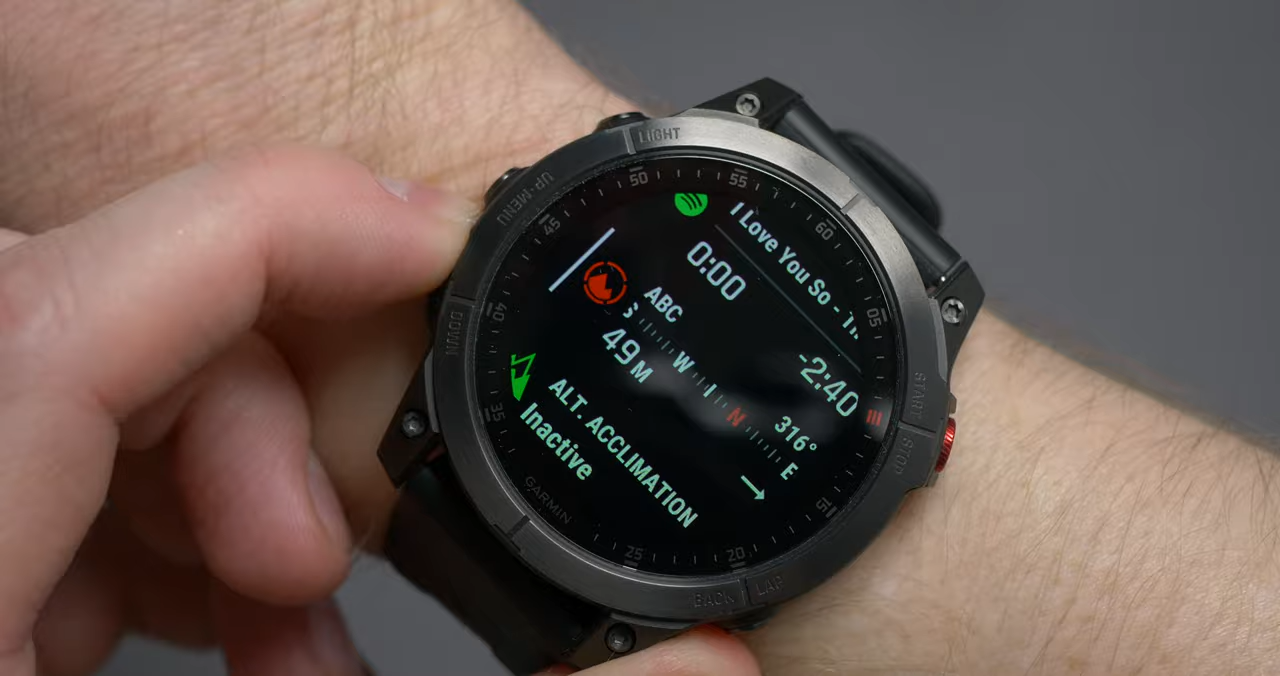 LIGHT
UP·MENU
DOWN
START
STOP
BACK
LAP
GARMIN
50
55
60
05
15
20
25
35
40
45
I Love You So - Th
0:00
-2:40
ABC
S W N E
49 M
316°
ALT. ACCLIMATION
Inactive